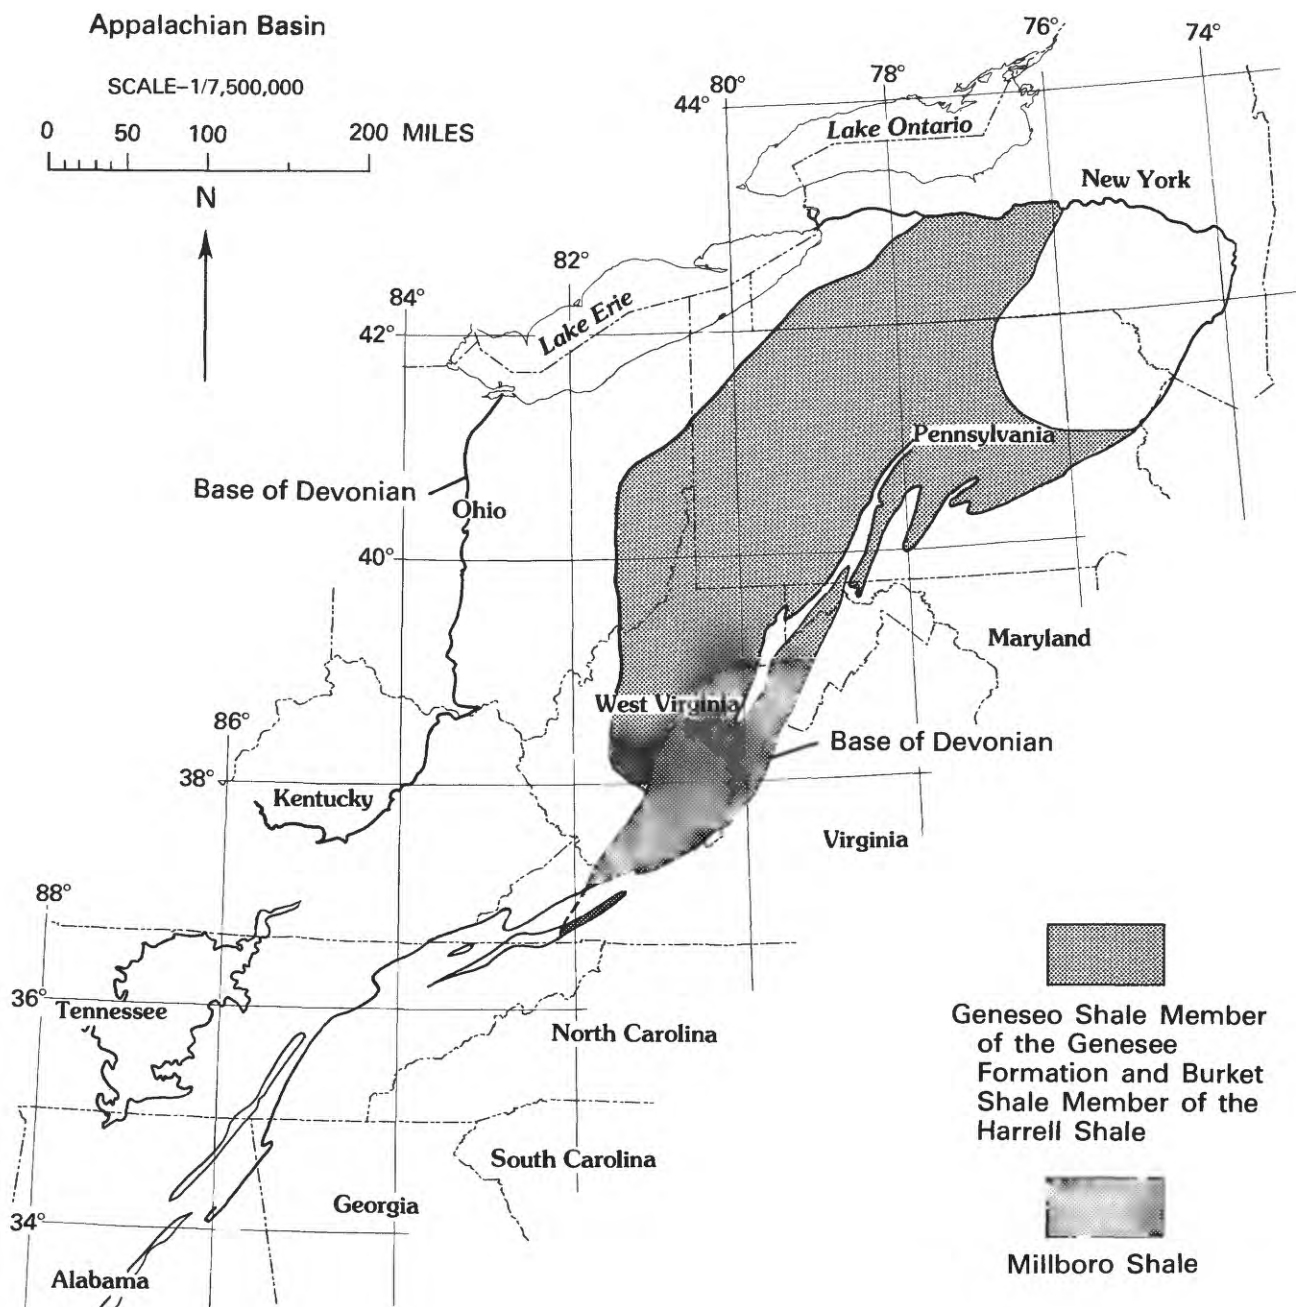 Appalachian Basin
SCALE–1/7,500,000
0 50 100 200 MILES
N
76°
74°
78°
80°
44°
Lake Ontario
New York
82°
84°
42°
Lake Erie
Base of Devonian
Ohio
Pennsylvania
40°
Maryland
West Virginia
86°
Base of Devonian
38°
Kentucky
Virginia
88°
36°
Tennessee
North Carolina
South Carolina
Georgia
34°
Alabama
Geneseo Shale Member
of the Genesee
Formation and Burket
Shale Member of the
Harrell Shale
Millboro Shale